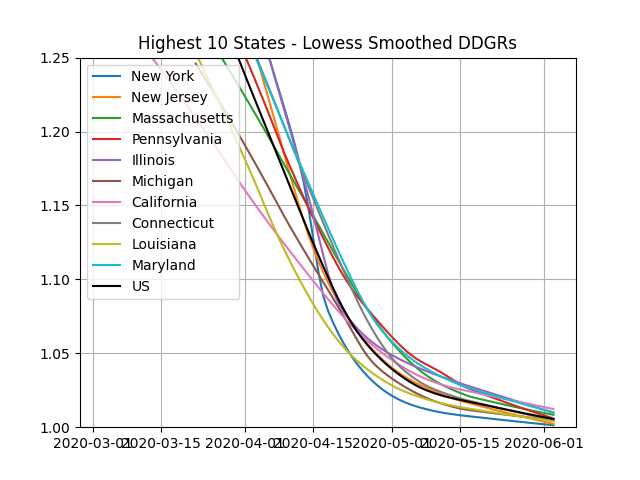 Highest 10 States - Lowess Smoothed DDGRs
1.25
1.20
1.15
1.10
1.05
1.00
New York
New Jersey
Massachusetts
Pennsylvania
Illinois
Michigan
California
Connecticut
Louisiana
Maryland
US
2020-03-01 2020-03-15 2020-04-01 2020-04-15 2020-05-01 2020-05-15 2020-06-01